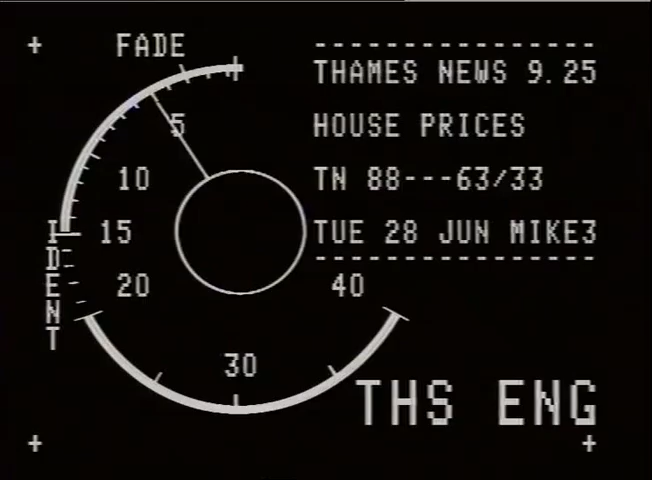 FADE
THAMES NEWS 9.25
5
HOUSE PRICES
10
TN 88---63/33
15
TUE 28 JUN MIKE3
IDENT
20
40
30
THS ENG